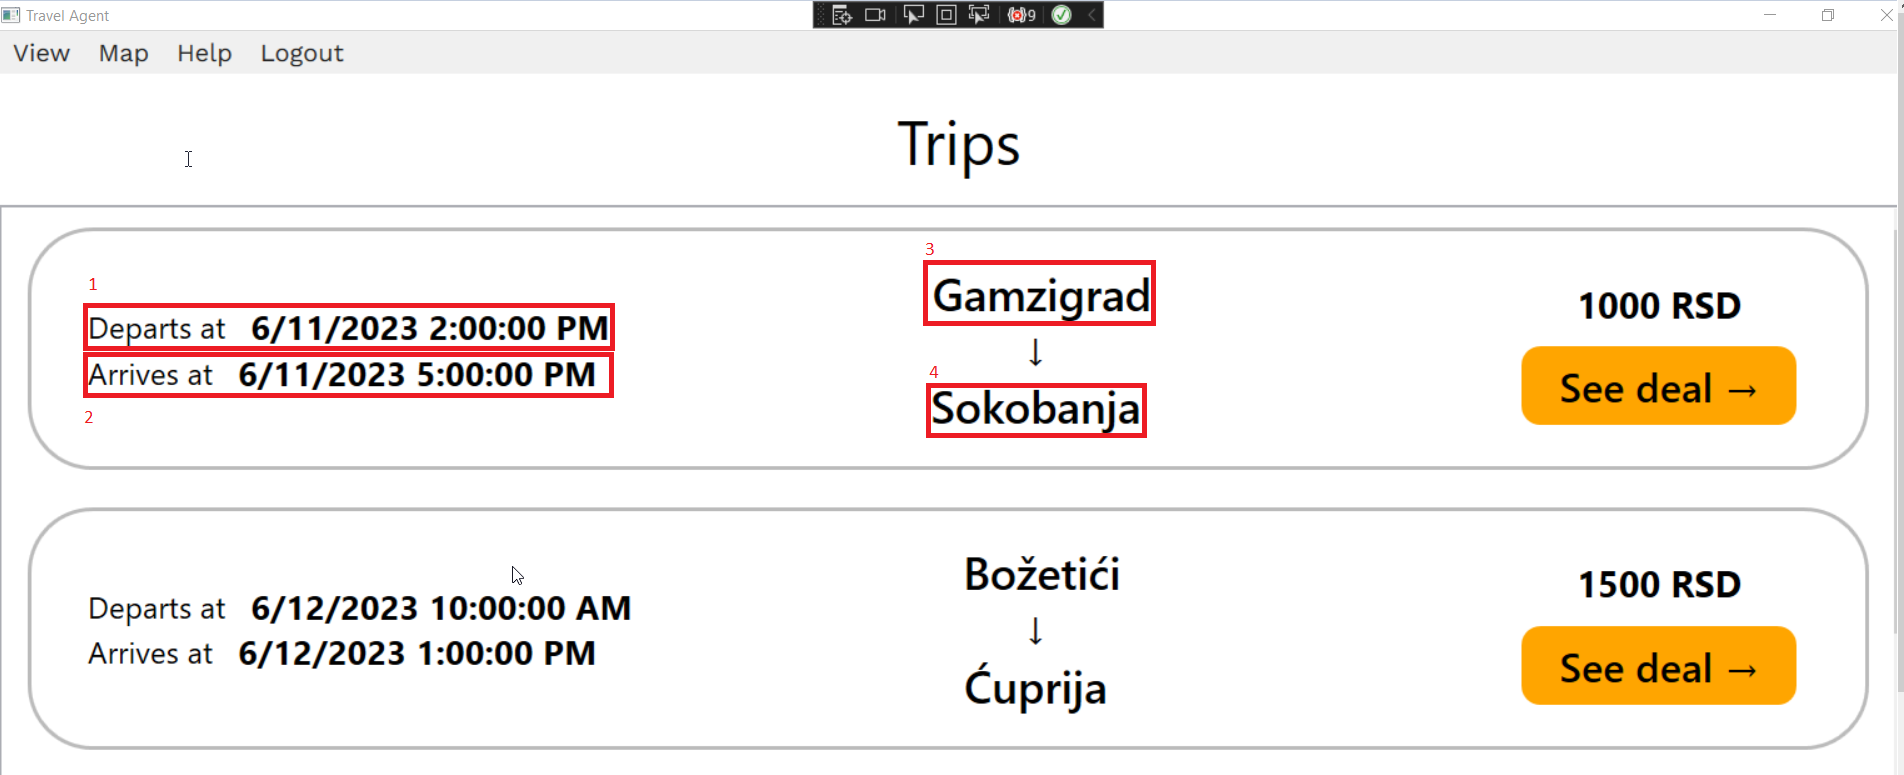 Travel Agent
9
View Map Help Logout
Trips
1
Departs at 6/11/2023 2:00:00 PM
Arrives at 6/11/2023 5:00:00 PM
2
3
Gamzigrad
↓
4
Sokobanja
1000 RSD
See deal →
Departs at 6/12/2023 10:00:00 AM
Arrives at 6/12/2023 1:00:00 PM
Božetići
↓
Ćuprija
1500 RSD
See deal →